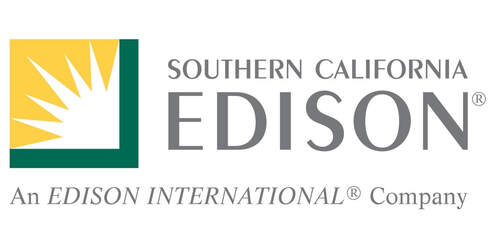 SOUTHERN CALIFORNIA
EDISON®
An EDISON INTERNATIONAL® Company